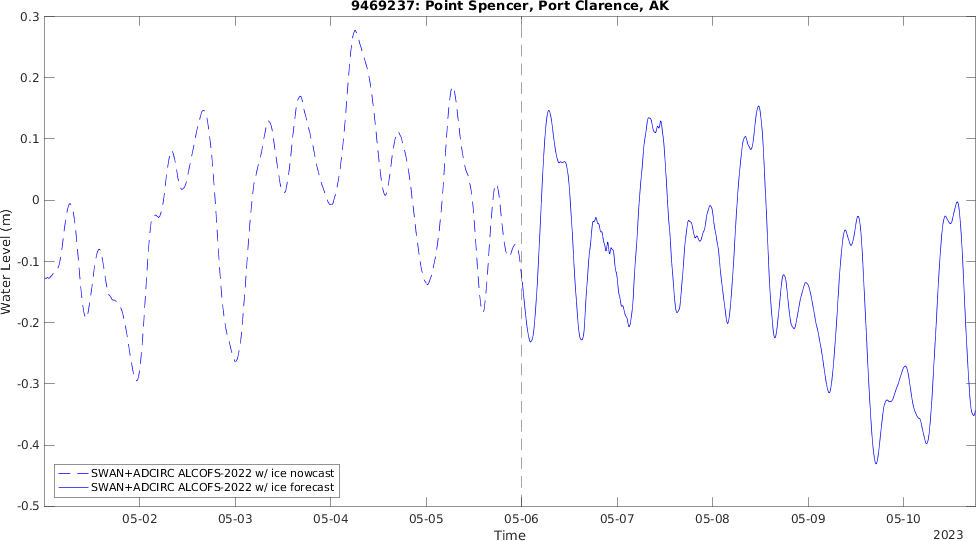 9469237: Point Spencer, Port Clarence, AK
Water Level (m)
0.3
0.2
0.1
0
-0.1
-0.2
-0.3
-0.4
-0.5
SWAN+ADCIRC ALCOFS-2022 w/ ice nowcast
SWAN+ADCIRC ALCOFS-2022 w/ ice forecast
05-02 05-03 05-04 05-05 05-06 05-07 05-08 05-09 05-10
Time
2023